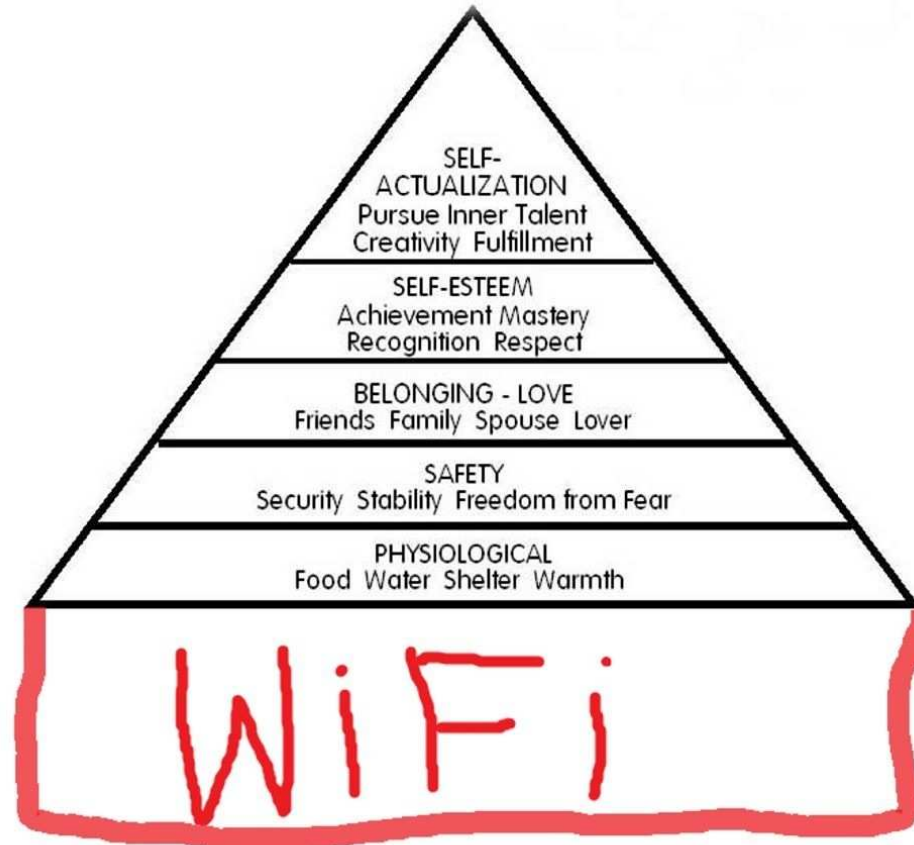 SELF-
ACTUALIZATION
Pursue Inner Talent
Creativity Fulfillment
SELF-ESTEEM
Achievement Mastery
Recognition Respect
BELONGING - LOVE
Friends Family Spouse Lover
SAFETY
Security Stability Freedom from Fear
PHYSIOLOGICAL
Food Water Shelter Warmth
WiFi